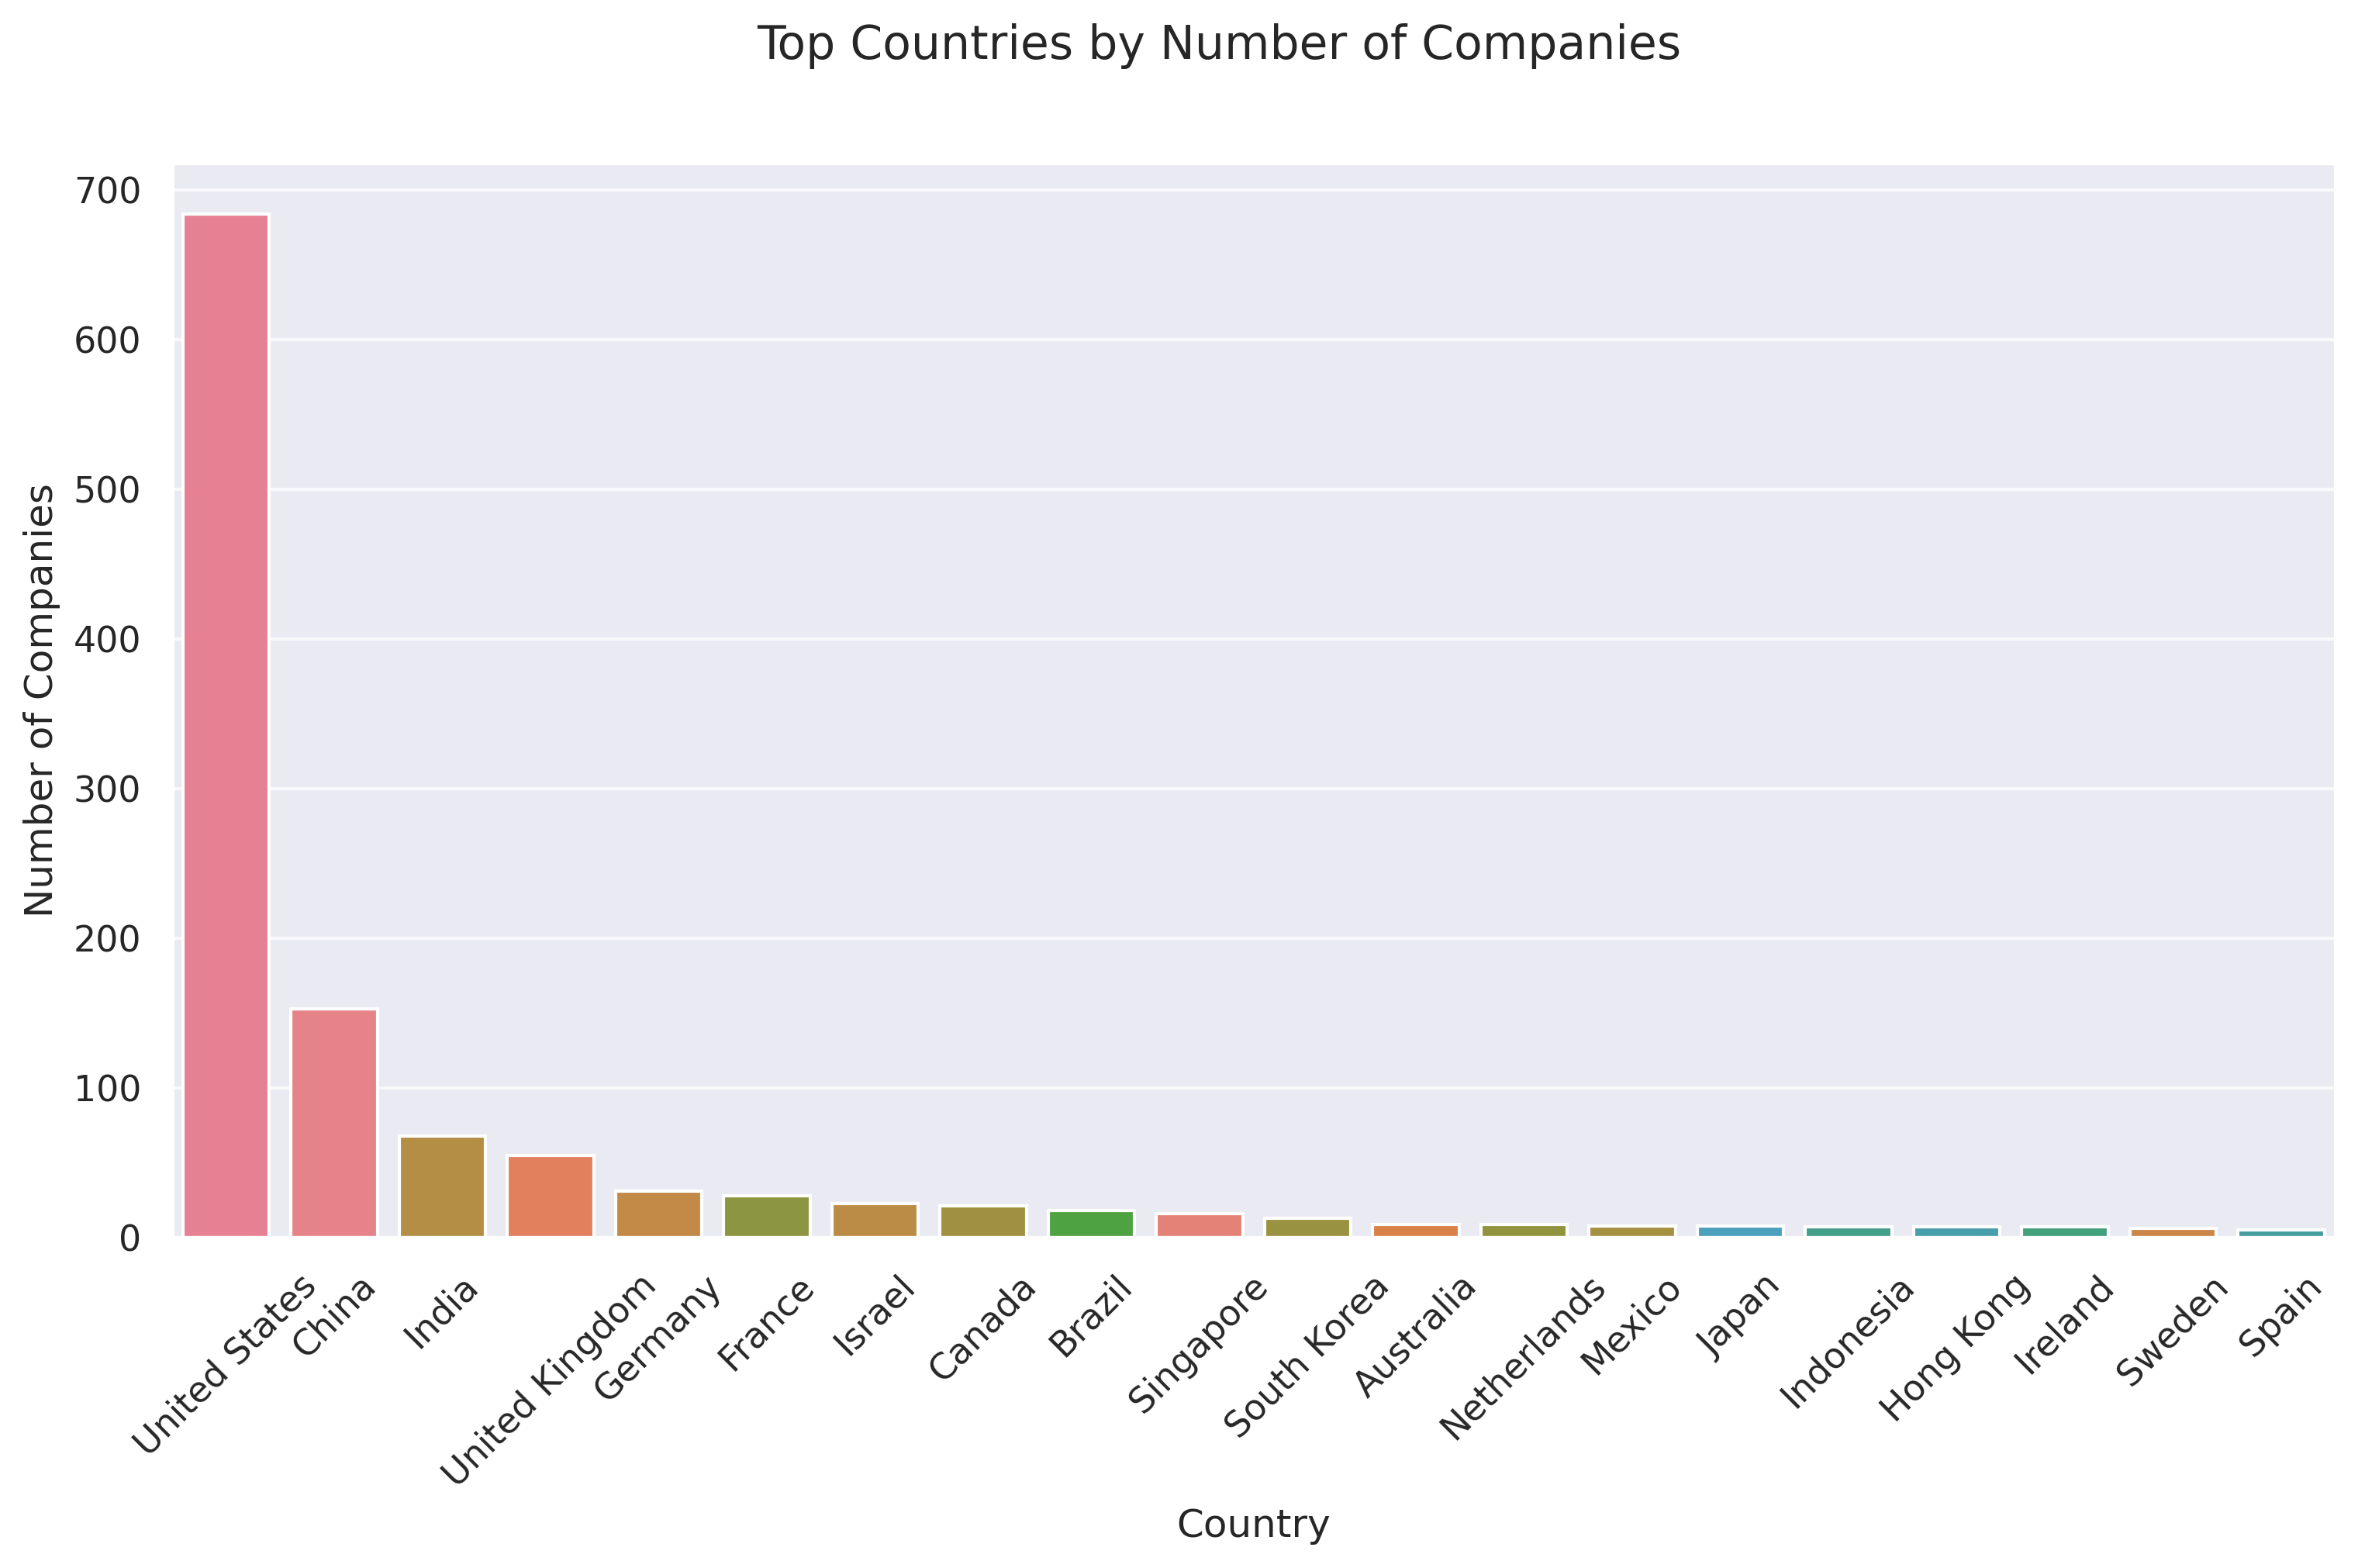 Top Countries by Number of Companies
700
600
500
400
300
200
100
0
Number of Companies
United States
China
India
United Kingdom
Germany
France
Israel
Canada
Brazil
Singapore
South Korea
Australia
Netherlands
Mexico
Japan
Indonesia
Hong Kong
Ireland
Sweden
Spain
Country